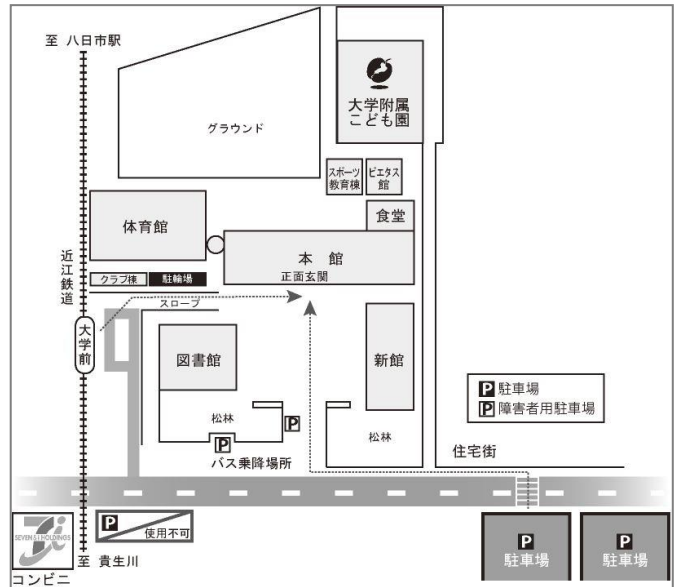 至 八日市駅
大学附属
こども園
グラウンド
スポーツ
教育棟
ピエタス
館
食堂
体育館
本 館
正面玄関
近江鉄道
クラブ棟
駐輪場
スロープ
大学前
図書館
新館
P 駐車場
P 障害者用駐車場
松林
P
P
松林
住宅街
バス乗降場所
P
使用不可
SEVEN & I HOLDINGS
コンビニ
至 貴生川
P
駐車場
P
駐車場